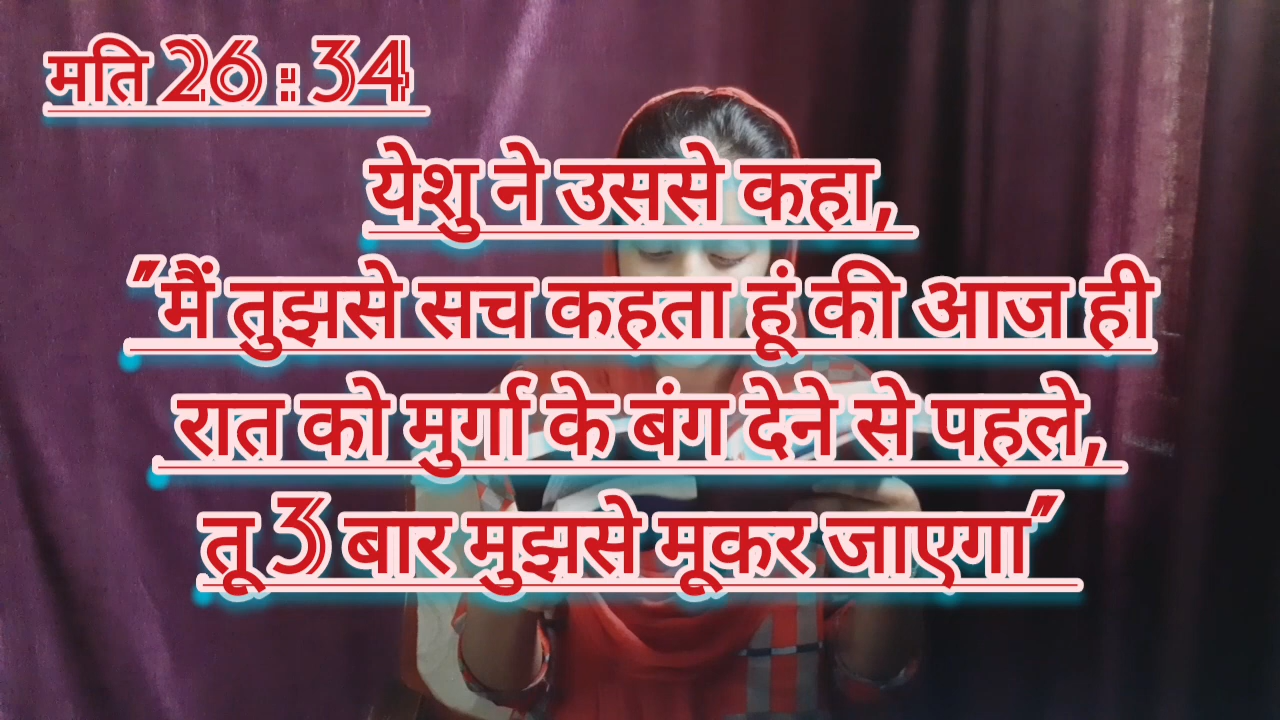 मति 26 : 34
येशु ने उससे कहा,
"मैं तुझसे सच कहता हूं की आज ही
रात को मुर्गा के बंग देने से पहले,
तू 3 बार मुझसे मूकर जाएगा"